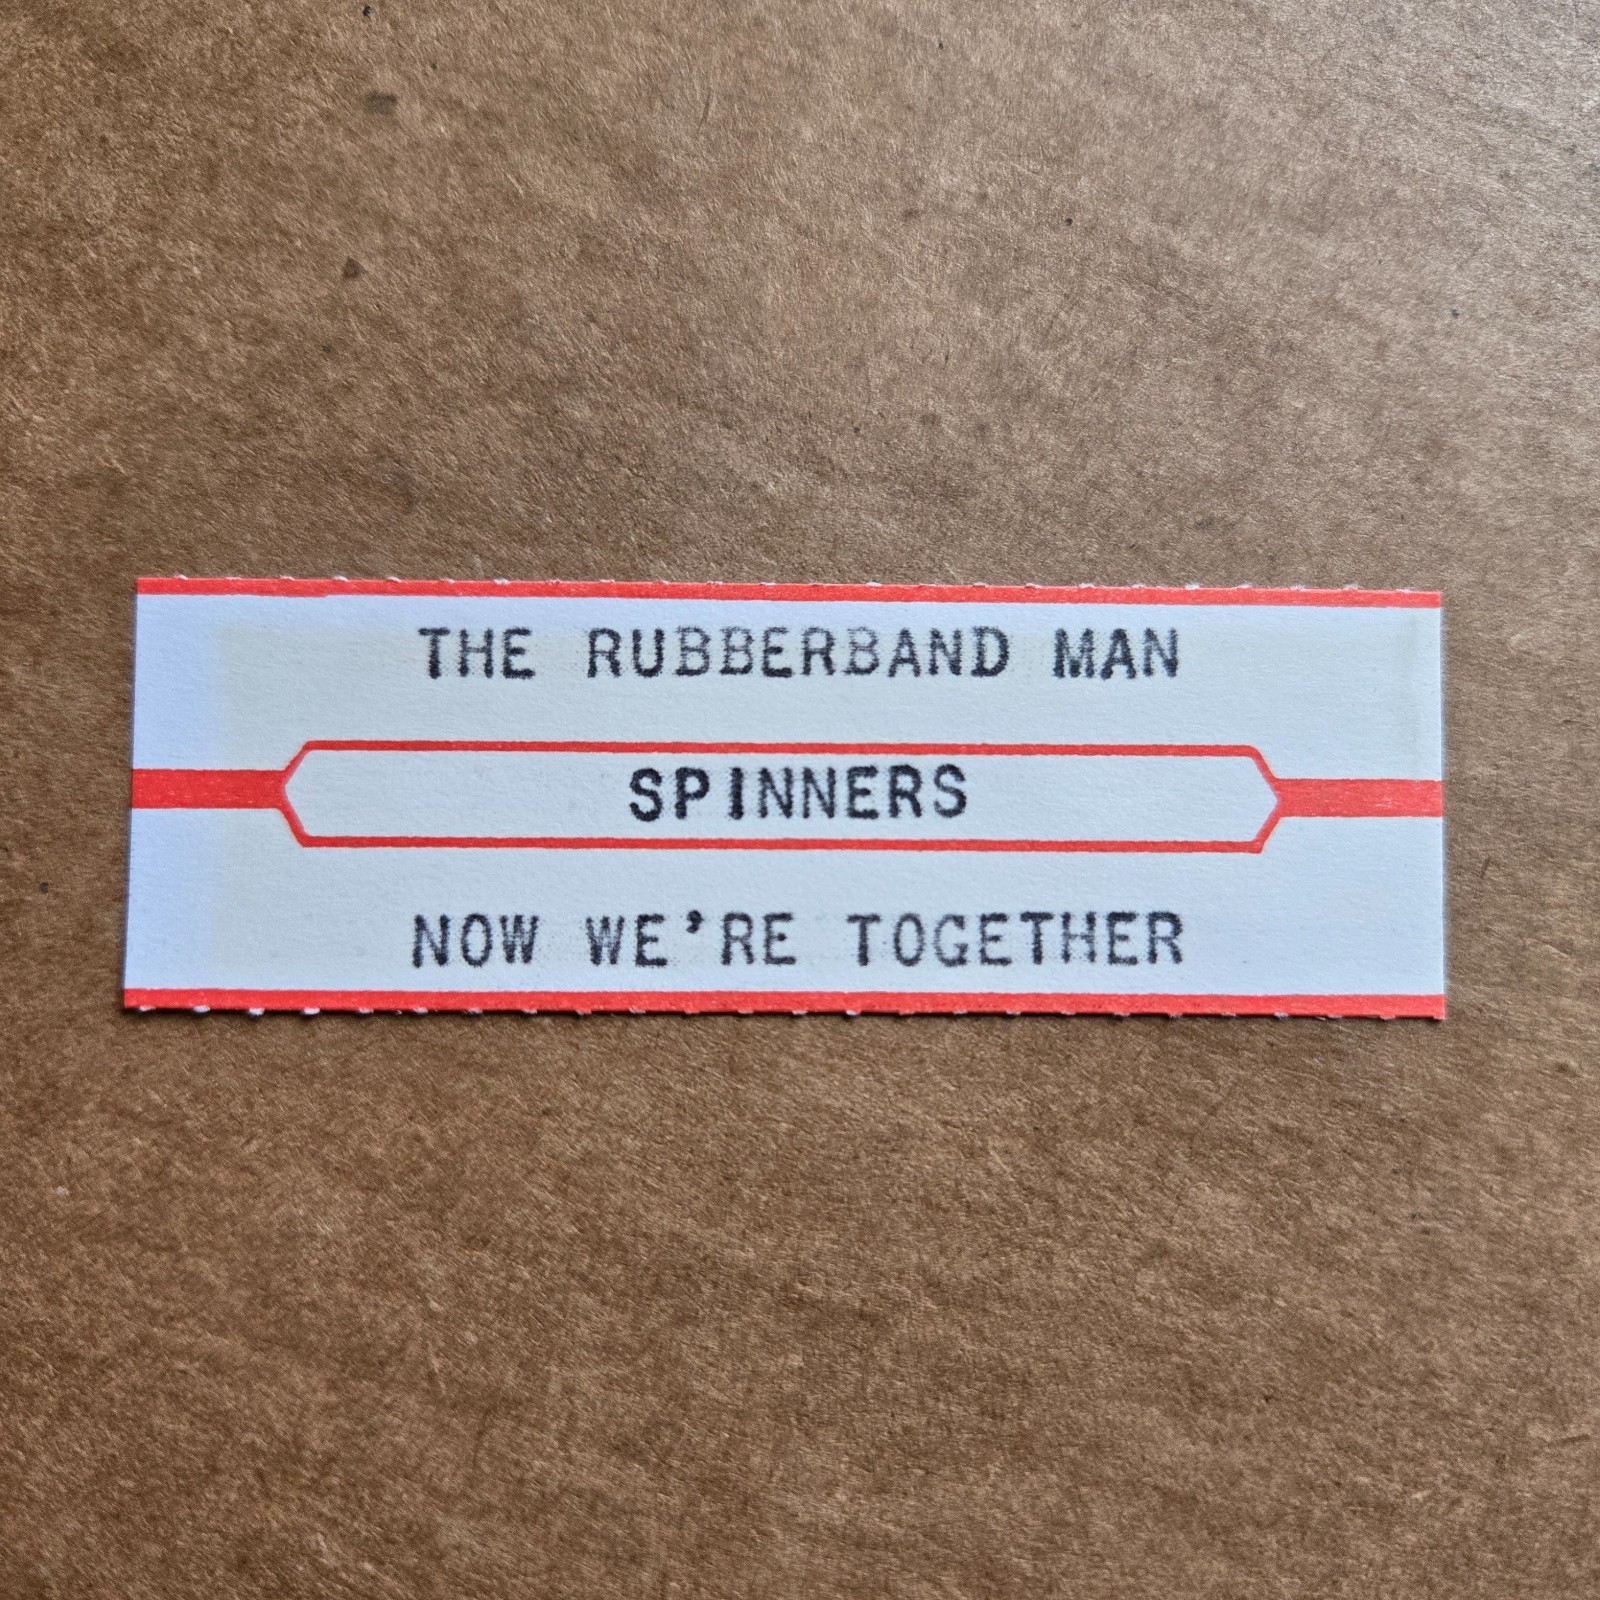 THE RUBBERBAND MAN
SPINNERS
NOW WE'RE TOGETHER